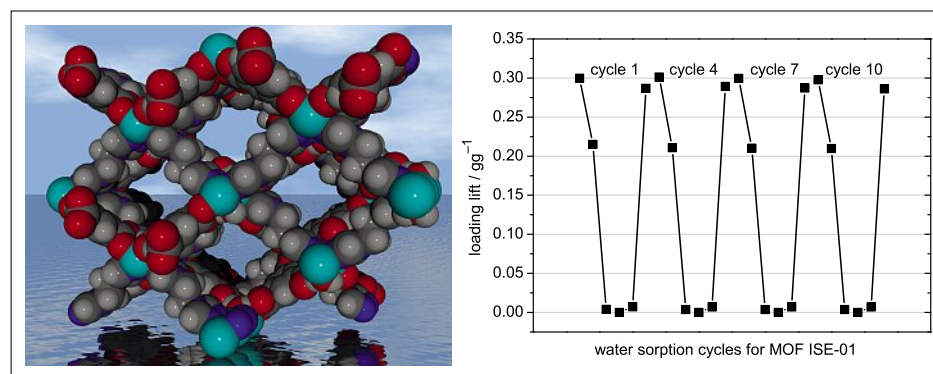 0.35
0.30
0.25
0.20
0.15
0.10
0.05
0.00
loading lift / gg⁻¹
cycle 1
cycle 4
cycle 7
cycle 10
water sorption cycles for MOF ISE-01